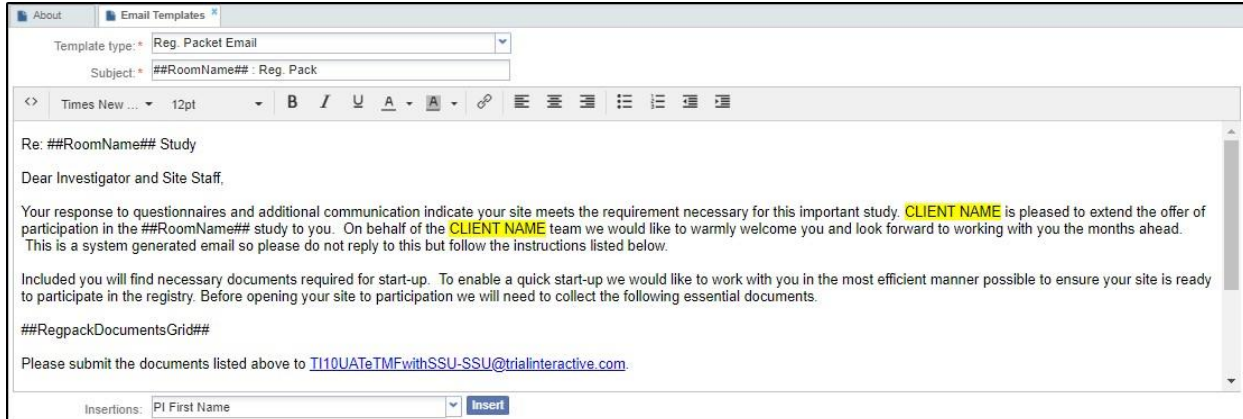 About
Email Templates x
Template type:* Reg. Packet Email
Subject:* ##RoomName## : Reg. Pack
<> Times New ... 12pt B I U A A
Re: ##RoomName## Study
Dear Investigator and Site Staff,
Your response to questionnaires and additional communication indicate your site meets the requirement necessary for this important study. CLIENT NAME is pleased to extend the offer of
participation in the ##RoomName## study to you.  On behalf of the CLIENT NAME team we would like to warmly welcome you and look forward to working with you the months ahead.
This is a system generated email so please do not reply to this but follow the instructions listed below.
Included you will find necessary documents required for start-up.  To enable a quick start-up we would like to work with you in the most efficient manner possible to ensure your site is ready
to participate in the registry. Before opening your site to participation we will need to collect the following essential documents.
##RegpackDocumentsGrid##
Please submit the documents listed above to TI10UATeTMFwithSSU-SSU@trialinteractive.com.
Insertions: PI First Name Insert